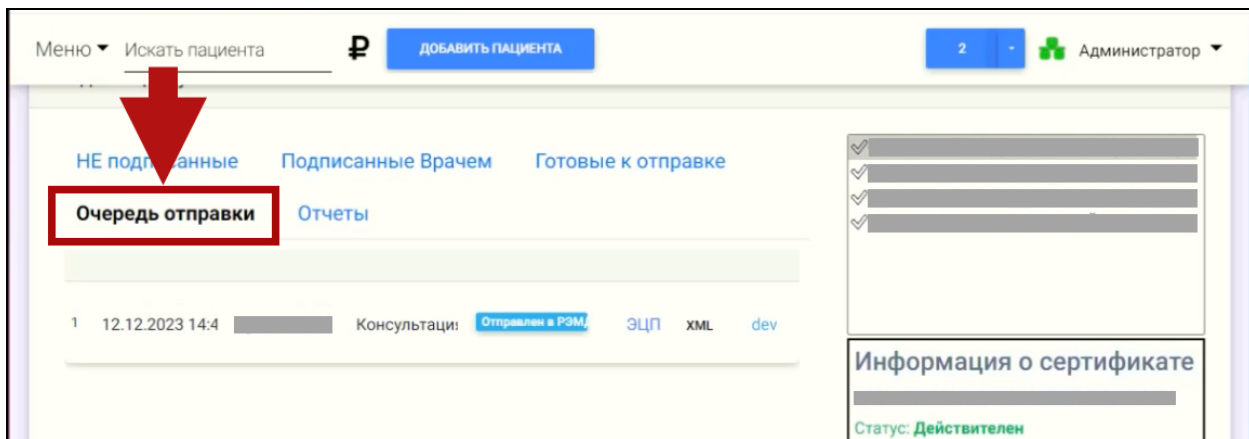 Меню Искать пациента ₽ ДОБАВИТЬ ПАЦИЕНТА 2 Администратор
НЕ подписанные Подписанные Врачем Готовые к отправке
Очередь отправки Отчеты
1 12.12.2023 14:4 Консультация Отправлен в РЭМД ЭЦП XML dev
Информация о сертификате
Статус: Действителен